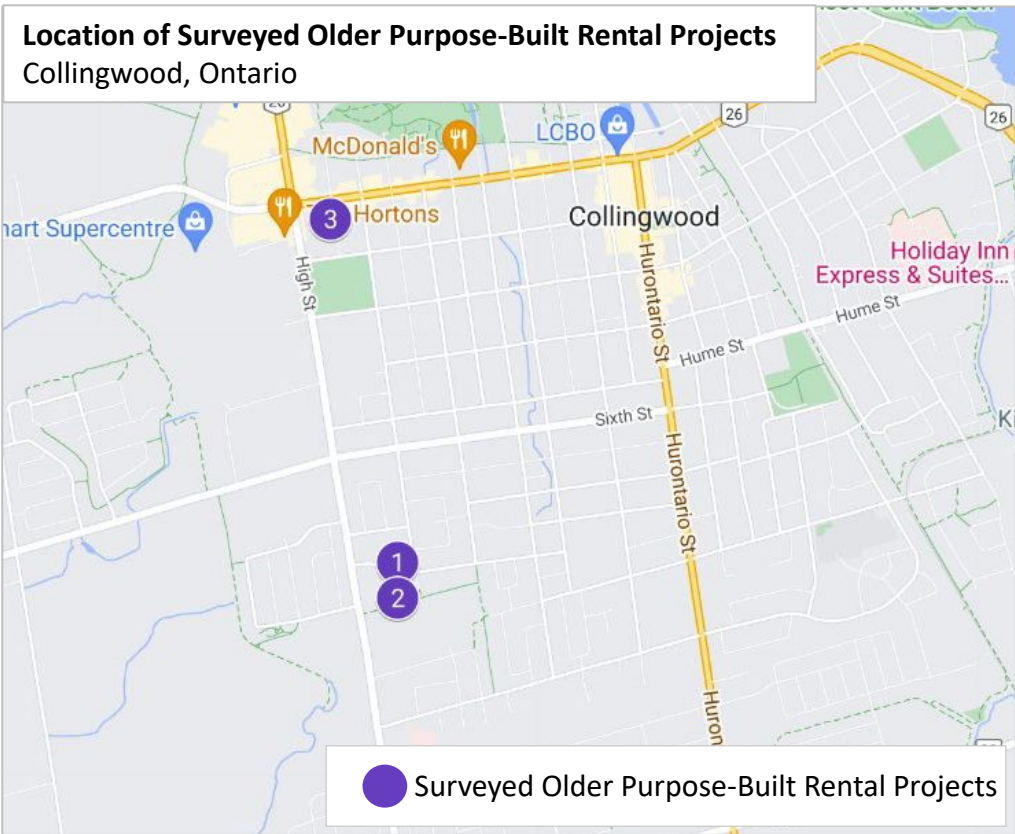 Location of Surveyed Older Purpose-Built Rental Projects
Collingwood, Ontario
26
26
McDonald's
LCBO
3
Hortons
Collingwood
Supercentre
High St
Hurontario St
Holiday Inn
Express & Suites...
Hume St
Hume St
Sixth St
Hurontario St
1
2
Surveyed Older Purpose-Built Rental Projects